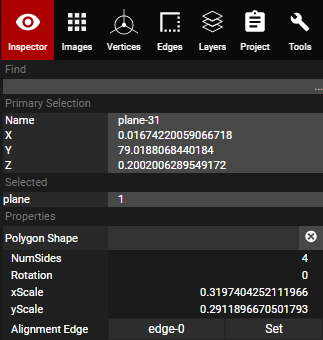 Inspector Images Vertices Edges Layers Project Tools
Find
...
Primary Selection
Name plane-31
X 0.01674220059066718
Y 79.0188068440184
Z 0.2002006289549172
Selected
plane 1
Properties
Polygon Shape
NumSides 4
Rotation 0
xScale 0.3197404252111966
yScale 0.2911896670501793
Alignment Edge edge-0 Set